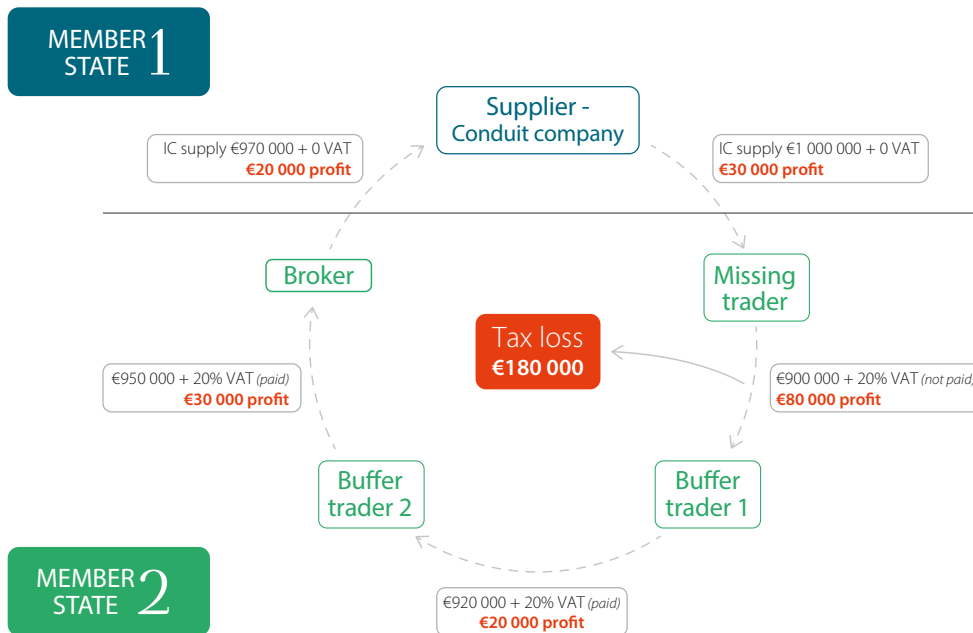 MEMBER STATE 1
Supplier -
Conduit company
IC supply €970 000 + 0 VAT
€20 000 profit
IC supply €1 000 000 + 0 VAT
€30 000 profit
Broker
Missing
trader
Tax loss
€180 000
€950 000 + 20% VAT (paid)
€30 000 profit
€900 000 + 20% VAT (not paid)
€80 000 profit
Buffer
trader 2
Buffer
trader 1
MEMBER STATE 2
€920 000 + 20% VAT (paid)
€20 000 profit